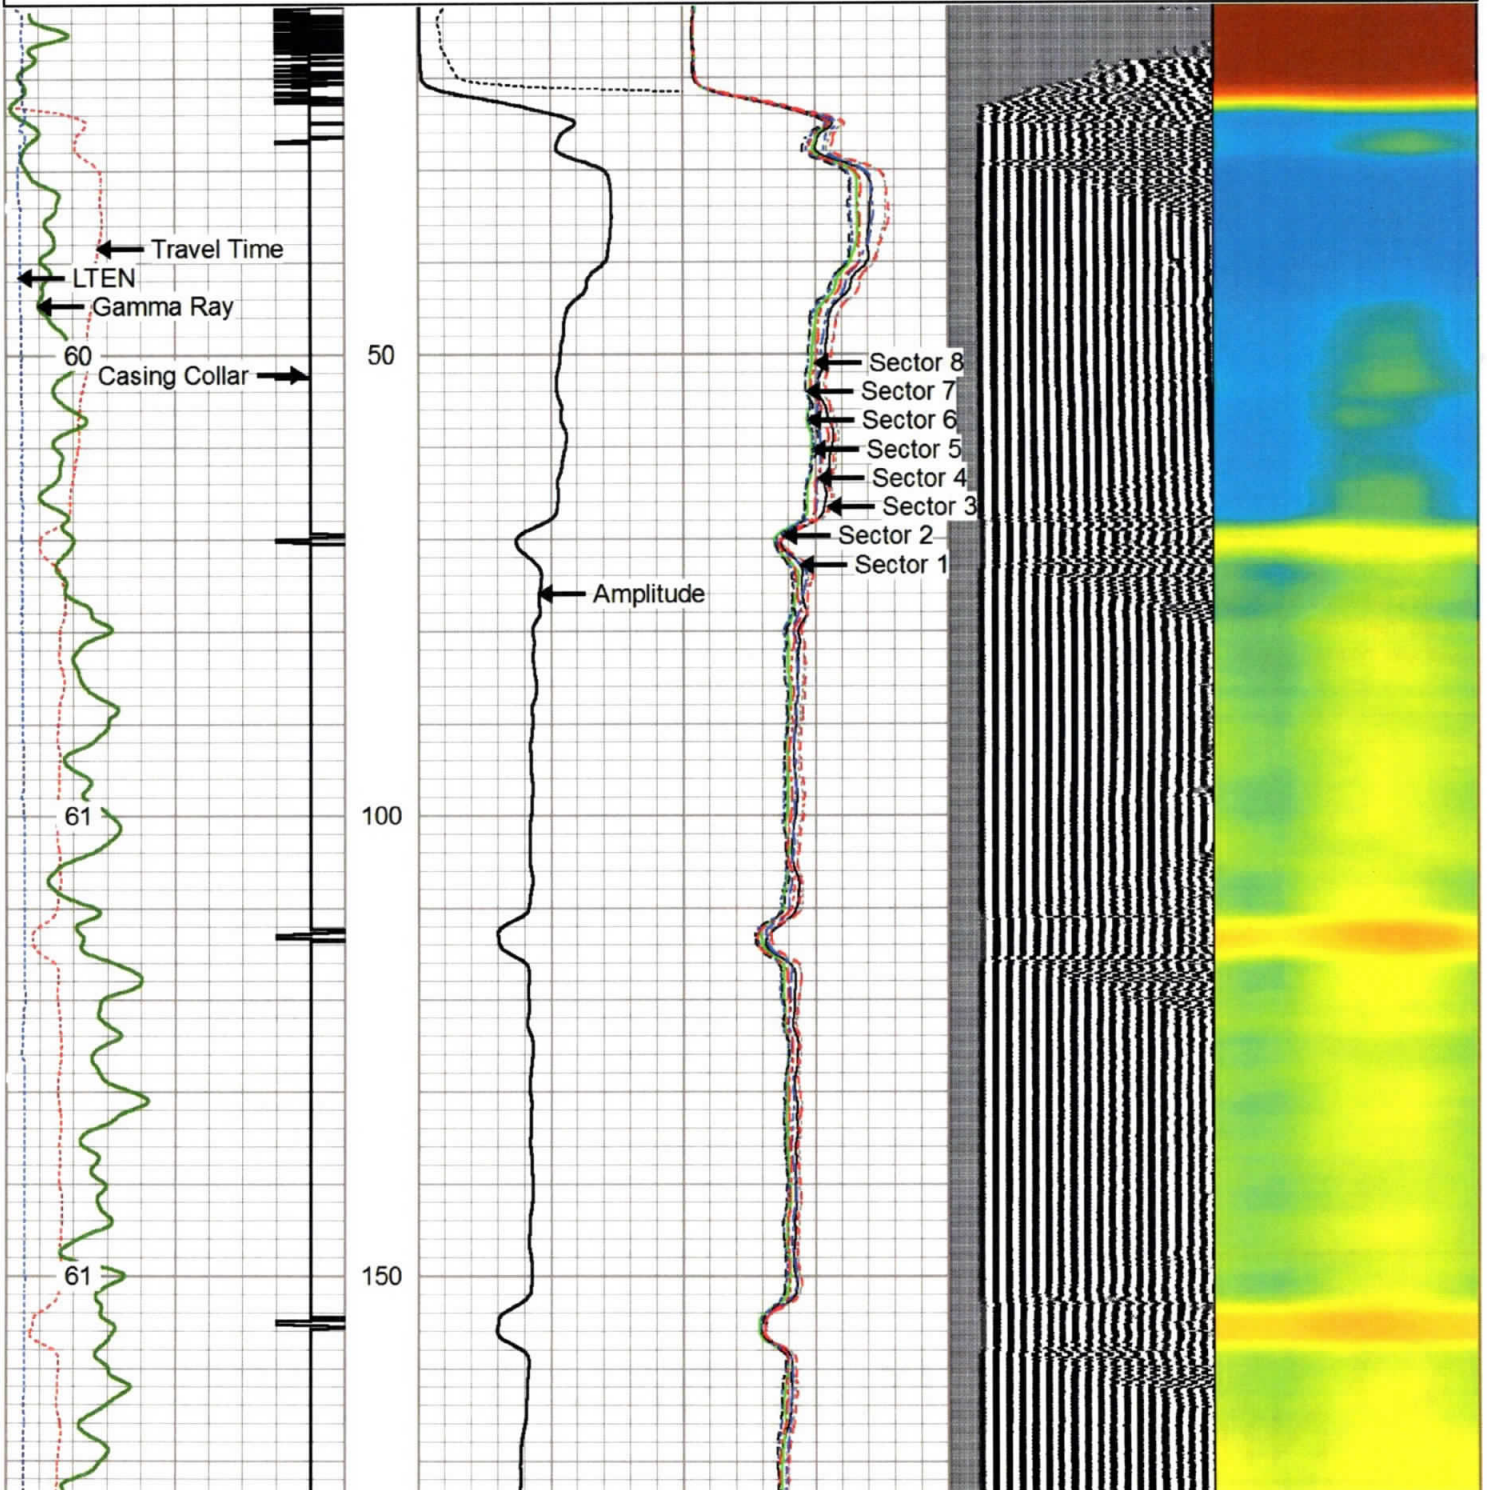 Travel Time
LTEN
Gamma Ray
60
50
Casing Collar
Sector 8
Sector 7
Sector 6
Sector 5
Sector 4
Sector 3
Sector 2
Sector 1
Amplitude
61
100
61
150